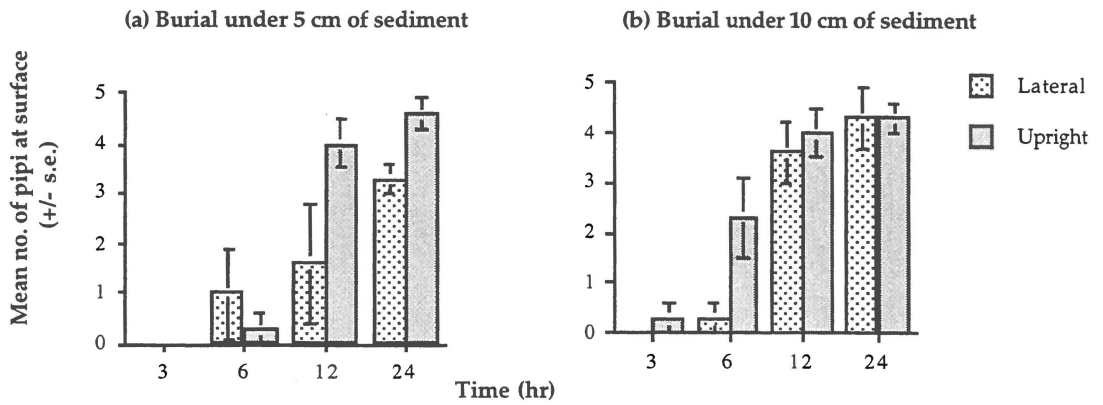 (a) Burial under 5 cm of sediment
(b) Burial under 10 cm of sediment
Mean no. of pipi at surface
(+/- s.e.)
5
4
3
2
1
0
3
6
12
24
5
4
3
2
1
0
3
6
12
24
Time (hr)
Lateral
Upright